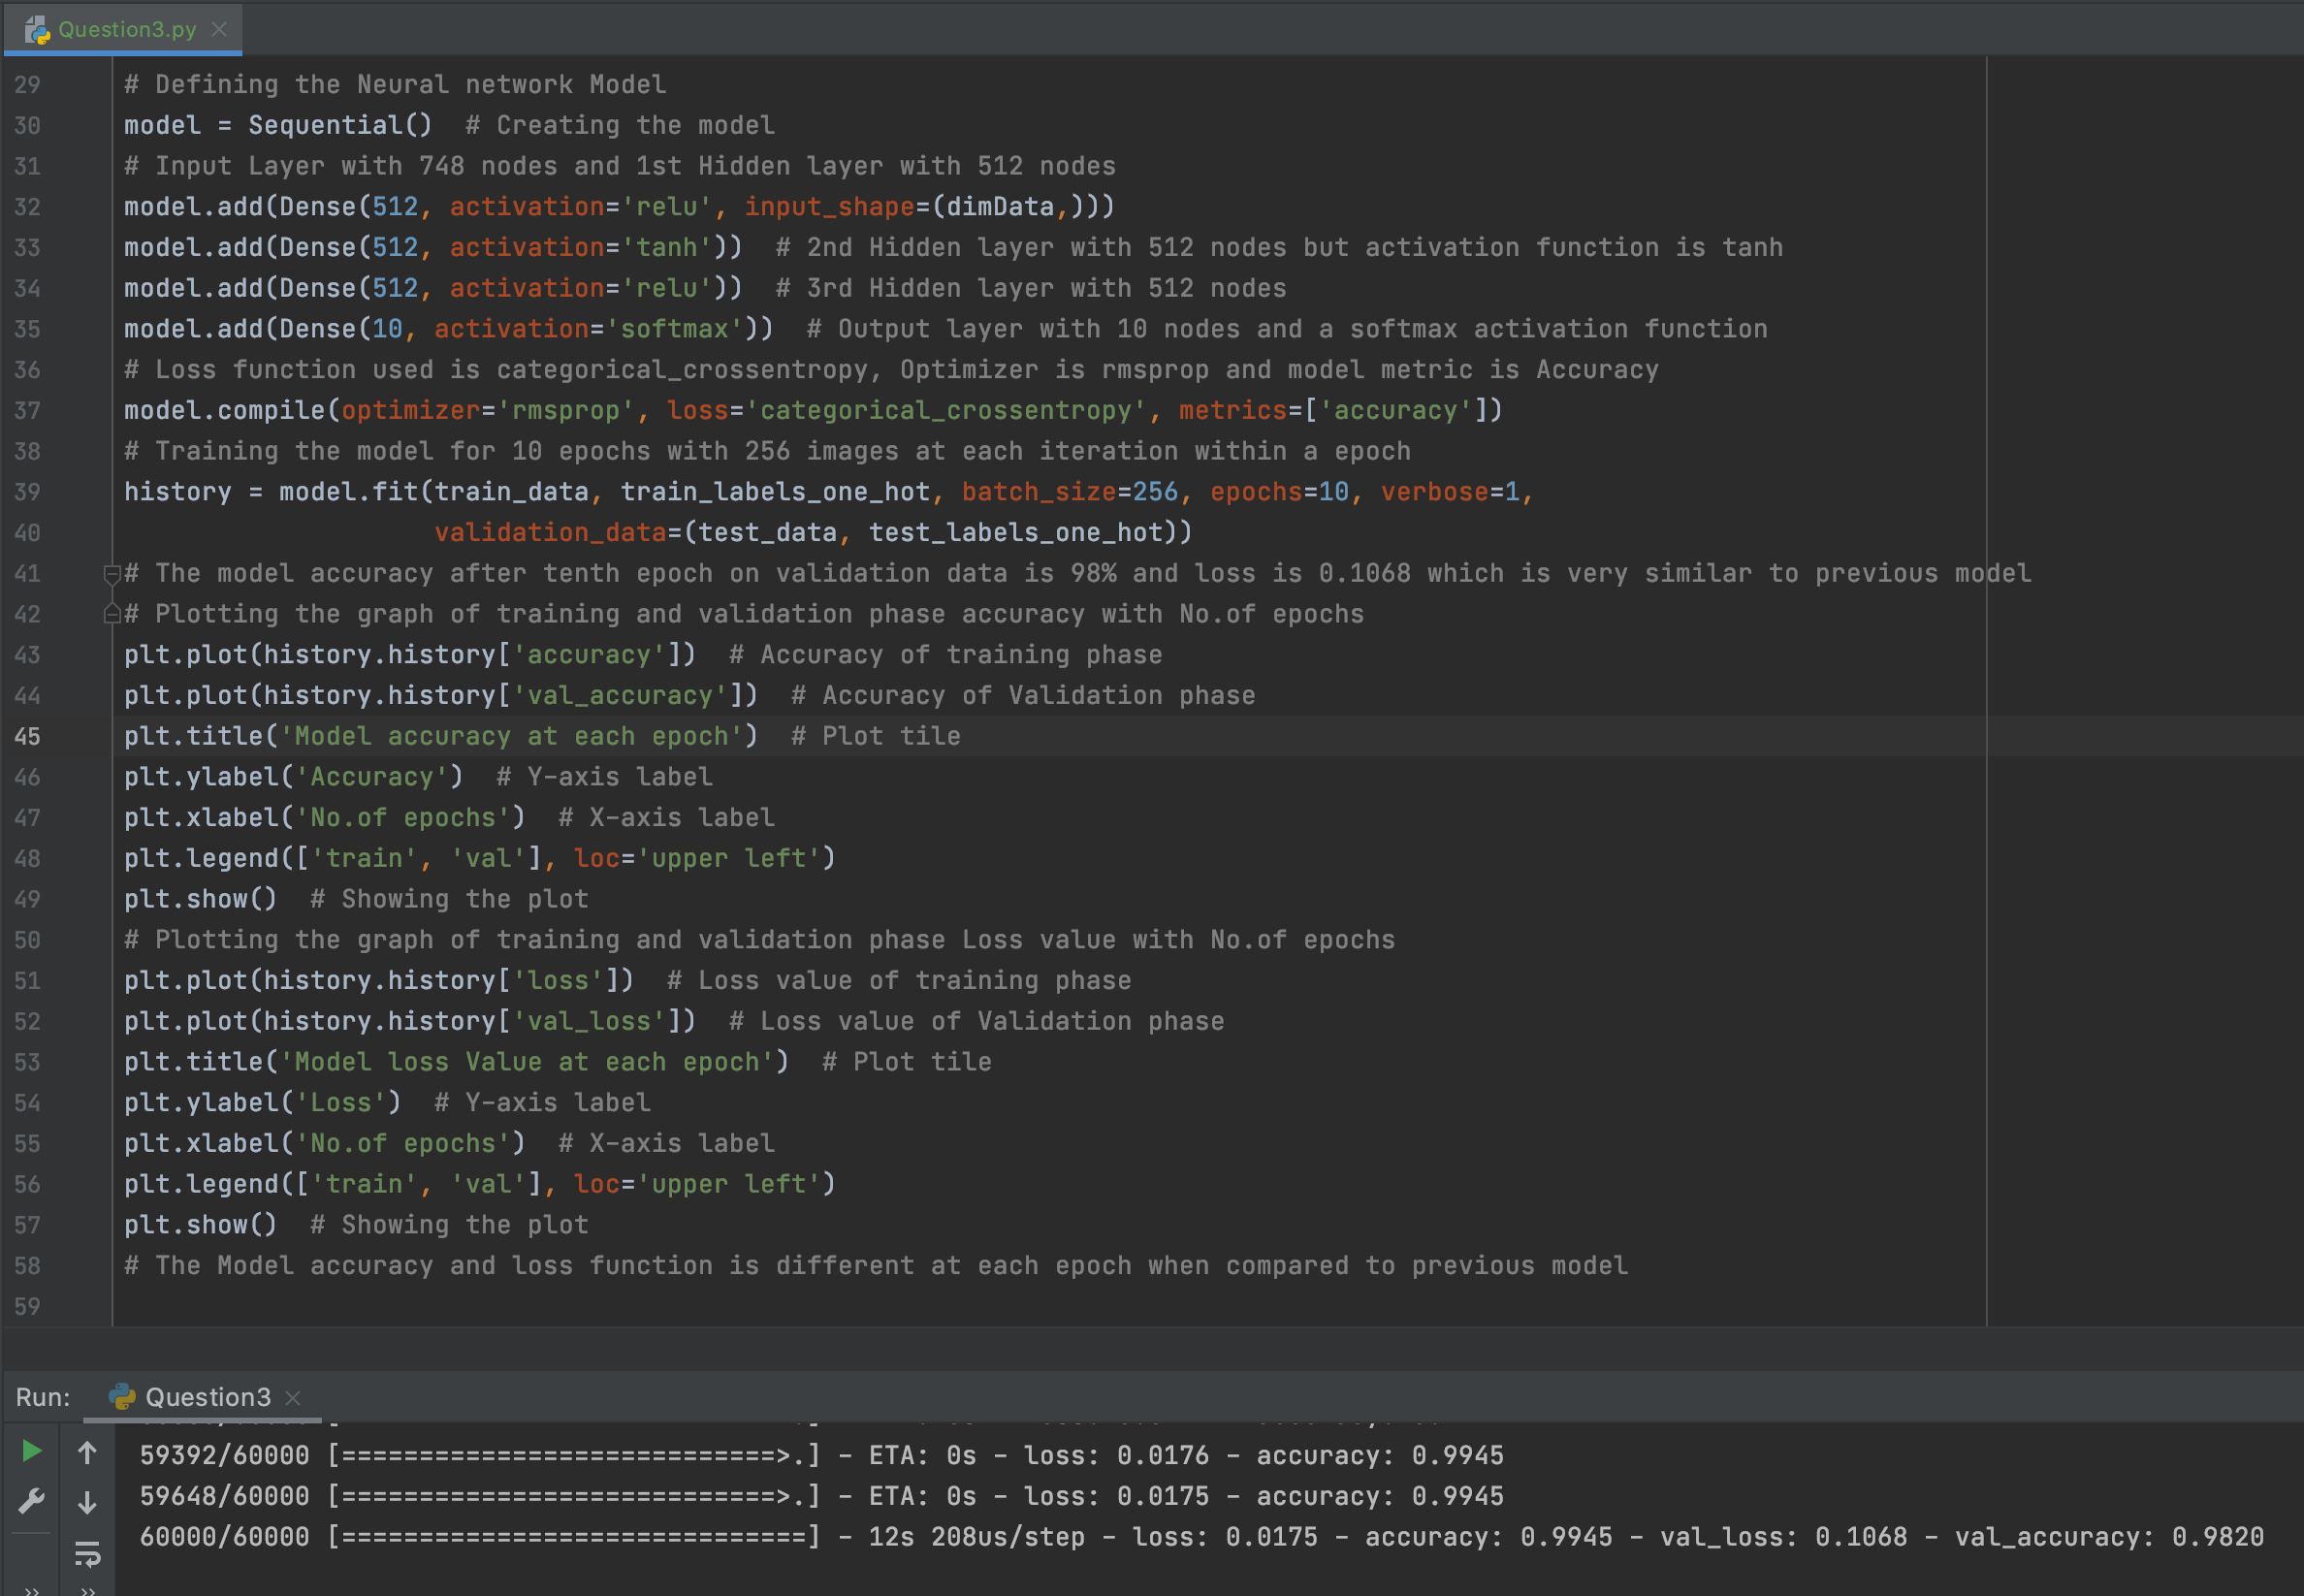 Question3.py
29 # Defining the Neural network Model
30 model = Sequential()  # Creating the model
31 # Input Layer with 748 nodes and 1st Hidden layer with 512 nodes
32 model.add(Dense(512, activation='relu', input_shape=(dimData,)))
33 model.add(Dense(512, activation='tanh'))  # 2nd Hidden layer with 512 nodes but activation function is tanh
34 model.add(Dense(512, activation='relu'))  # 3rd Hidden layer with 512 nodes
35 model.add(Dense(10, activation='softmax'))  # Output layer with 10 nodes and a softmax activation function
36 # Loss function used is categorical_crossentropy, Optimizer is rmsprop and model metric is Accuracy
37 model.compile(optimizer='rmsprop', loss='categorical_crossentropy', metrics=['accuracy'])
38 # Training the model for 10 epochs with 256 images at each iteration within a epoch
39 history = model.fit(train_data, train_labels_one_hot, batch_size=256, epochs=10, verbose=1,
40                     validation_data=(test_data, test_labels_one_hot))
41 # The model accuracy after tenth epoch on validation data is 98% and loss is 0.1068 which is very similar to previous model
42 # Plotting the graph of training and validation phase accuracy with No.of epochs
43 plt.plot(history.history['accuracy'])  # Accuracy of training phase
44 plt.plot(history.history['val_accuracy'])  # Accuracy of Validation phase
45 plt.title('Model accuracy at each epoch')  # Plot tile
46 plt.ylabel('Accuracy')  # Y-axis label
47 plt.xlabel('No.of epochs')  # X-axis label
48 plt.legend(['train', 'val'], loc='upper left')
49 plt.show()  # Showing the plot
50 # Plotting the graph of training and validation phase Loss value with No.of epochs
51 plt.plot(history.history['loss'])  # Loss value of training phase
52 plt.plot(history.history['val_loss'])  # Loss value of Validation phase
53 plt.title('Model loss Value at each epoch')  # Plot tile
54 plt.ylabel('Loss')  # Y-axis label
55 plt.xlabel('No.of epochs')  # X-axis label
56 plt.legend(['train', 'val'], loc='upper left')
57 plt.show()  # Showing the plot
58 # The Model accuracy and loss function is different at each epoch when compared to previous model
59
Run: Question3
59392/60000 [============================>.] - ETA: 0s - loss: 0.0176 - accuracy: 0.9945
59648/60000 [============================>.] - ETA: 0s - loss: 0.0175 - accuracy: 0.9945
60000/60000 [==============================] - 12s 208us/step - loss: 0.0175 - accuracy: 0.9945 - val_loss: 0.1068 - val_accuracy: 0.9820